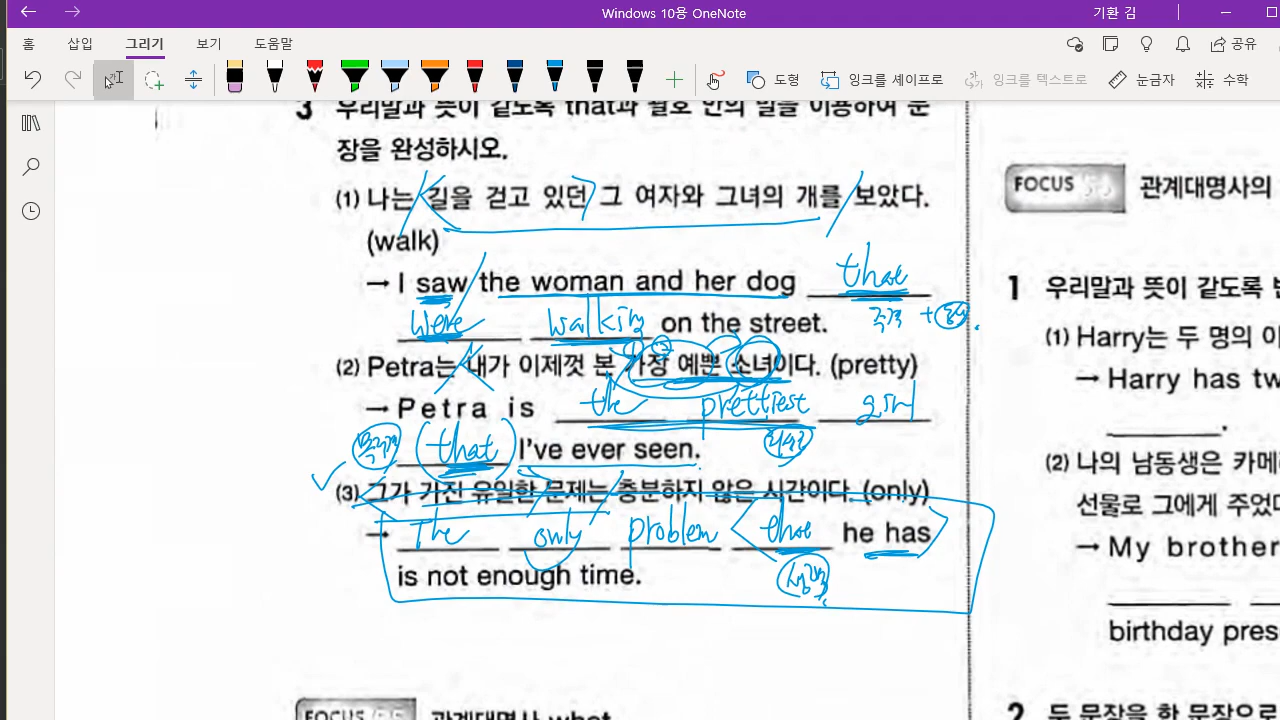 Windows 10용 OneNote
기환 김
홈 삽입 그리기 보기 도움말
공유
도형 잉크를 셰이프로 잉크를 텍스트로 눈금자 수학
3 우리말과 뜻이 같도록 that과 괄호 안의 말을 이용하여 문
장을 완성하시오.
(1) 나는 길을 걷고 있던 그 여자와 그녀의 개를 보았다.
(walk)
→ I saw the woman and her dog that
주격 +동사.
were walking on the street.
(2) Petra는 내가 이제껏 본 가장 예쁜 소녀이다. (pretty)
→ Petra is the prettiest girl
목적격 (that) I've ever seen.
(3) 그가 가진 유일한 문제는 충분하지 않은 시간이다. (only)
→ The only problem that he has
is not enough time.
생략
FOCUS 관계대명사 what
FOCUS 관계대명사의
1 우리말과 뜻이 같도록
(1) Harry는 두 명의
→ Harry has tw
.
(2) 나의 남동생은 카메
선물로 그에게 주었
→ My brother
birthday pres
2 두 문장을 한 문장으로